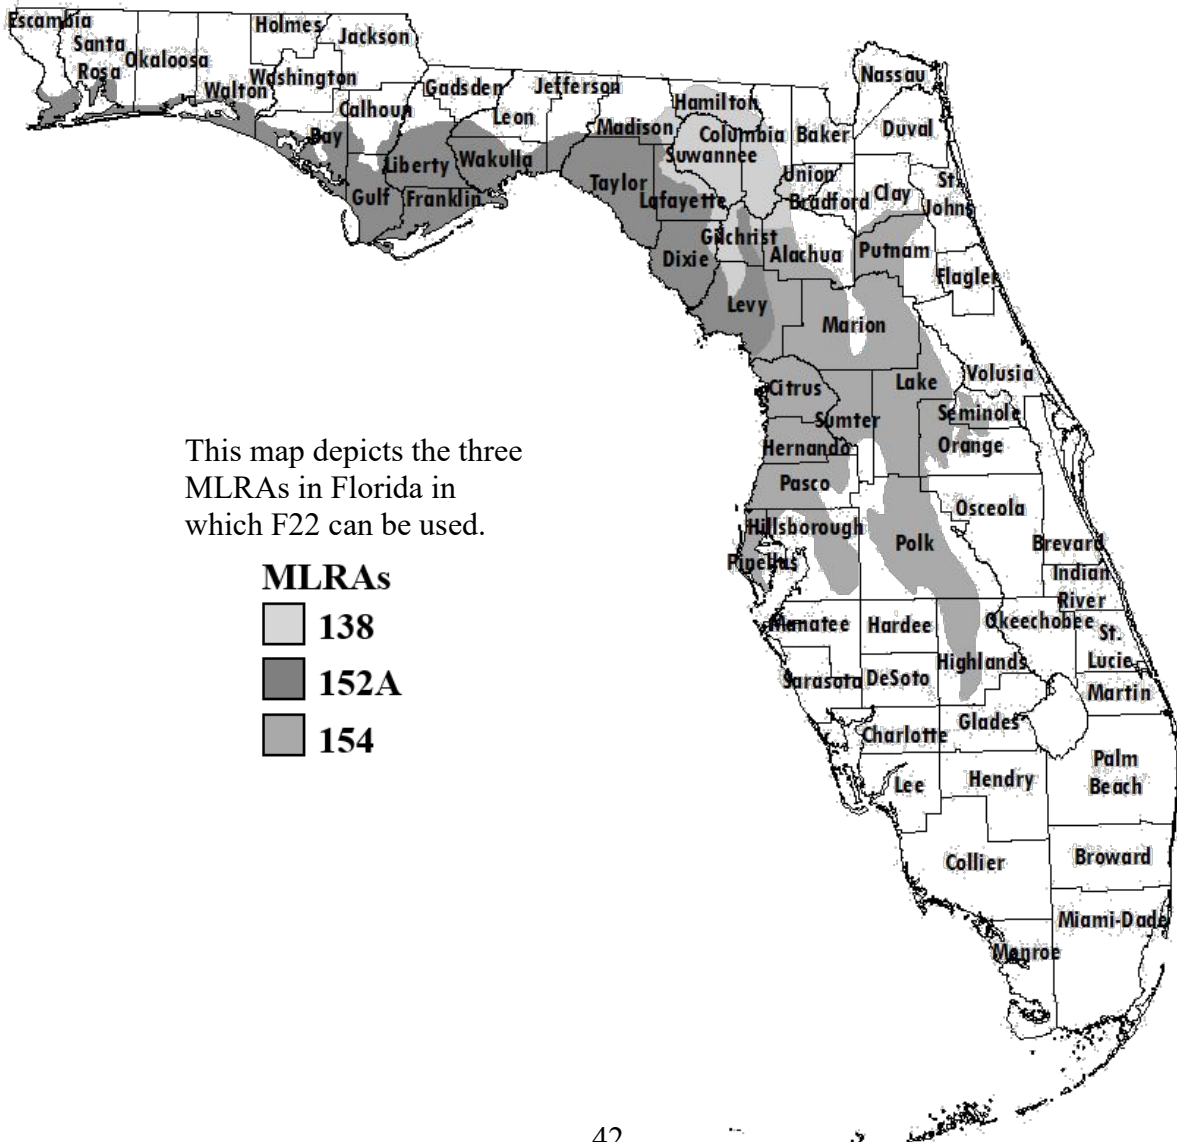 Escambia
Santa
Rosa
Okaloosa
Walton
Holmes
Washington
Jackson
Bay
Calhoun
Gulf
Liberty
Franklin
Gadsden
Leon
Wakulla
Jefferson
Madison
Taylor
Hamilton
Suwannee
Lafayette
Dixie
Columbia
Gilchrist
Levy
Baker
Union
Bradford
Alachua
Nassau
Duval
Clay
St.
Johns
Putnam
Flagler
Marion
Volusia
Citrus
Sumter
Lake
Seminole
Orange
Hernando
Pasco
Hillsborough
Pinellas
Polk
Osceola
Brevard
Indian
River
Manatee
Hardee
Okeechobee
St.
Lucie
Sarasota
DeSoto
Highlands
Martin
Charlotte
Glades
Lee
Hendry
Palm
Beach
Collier
Broward
Miami-Dade
Monroe
This map depicts the three
MLRAs in Florida in
which F22 can be used.
MLRAs
138
152A
154
42